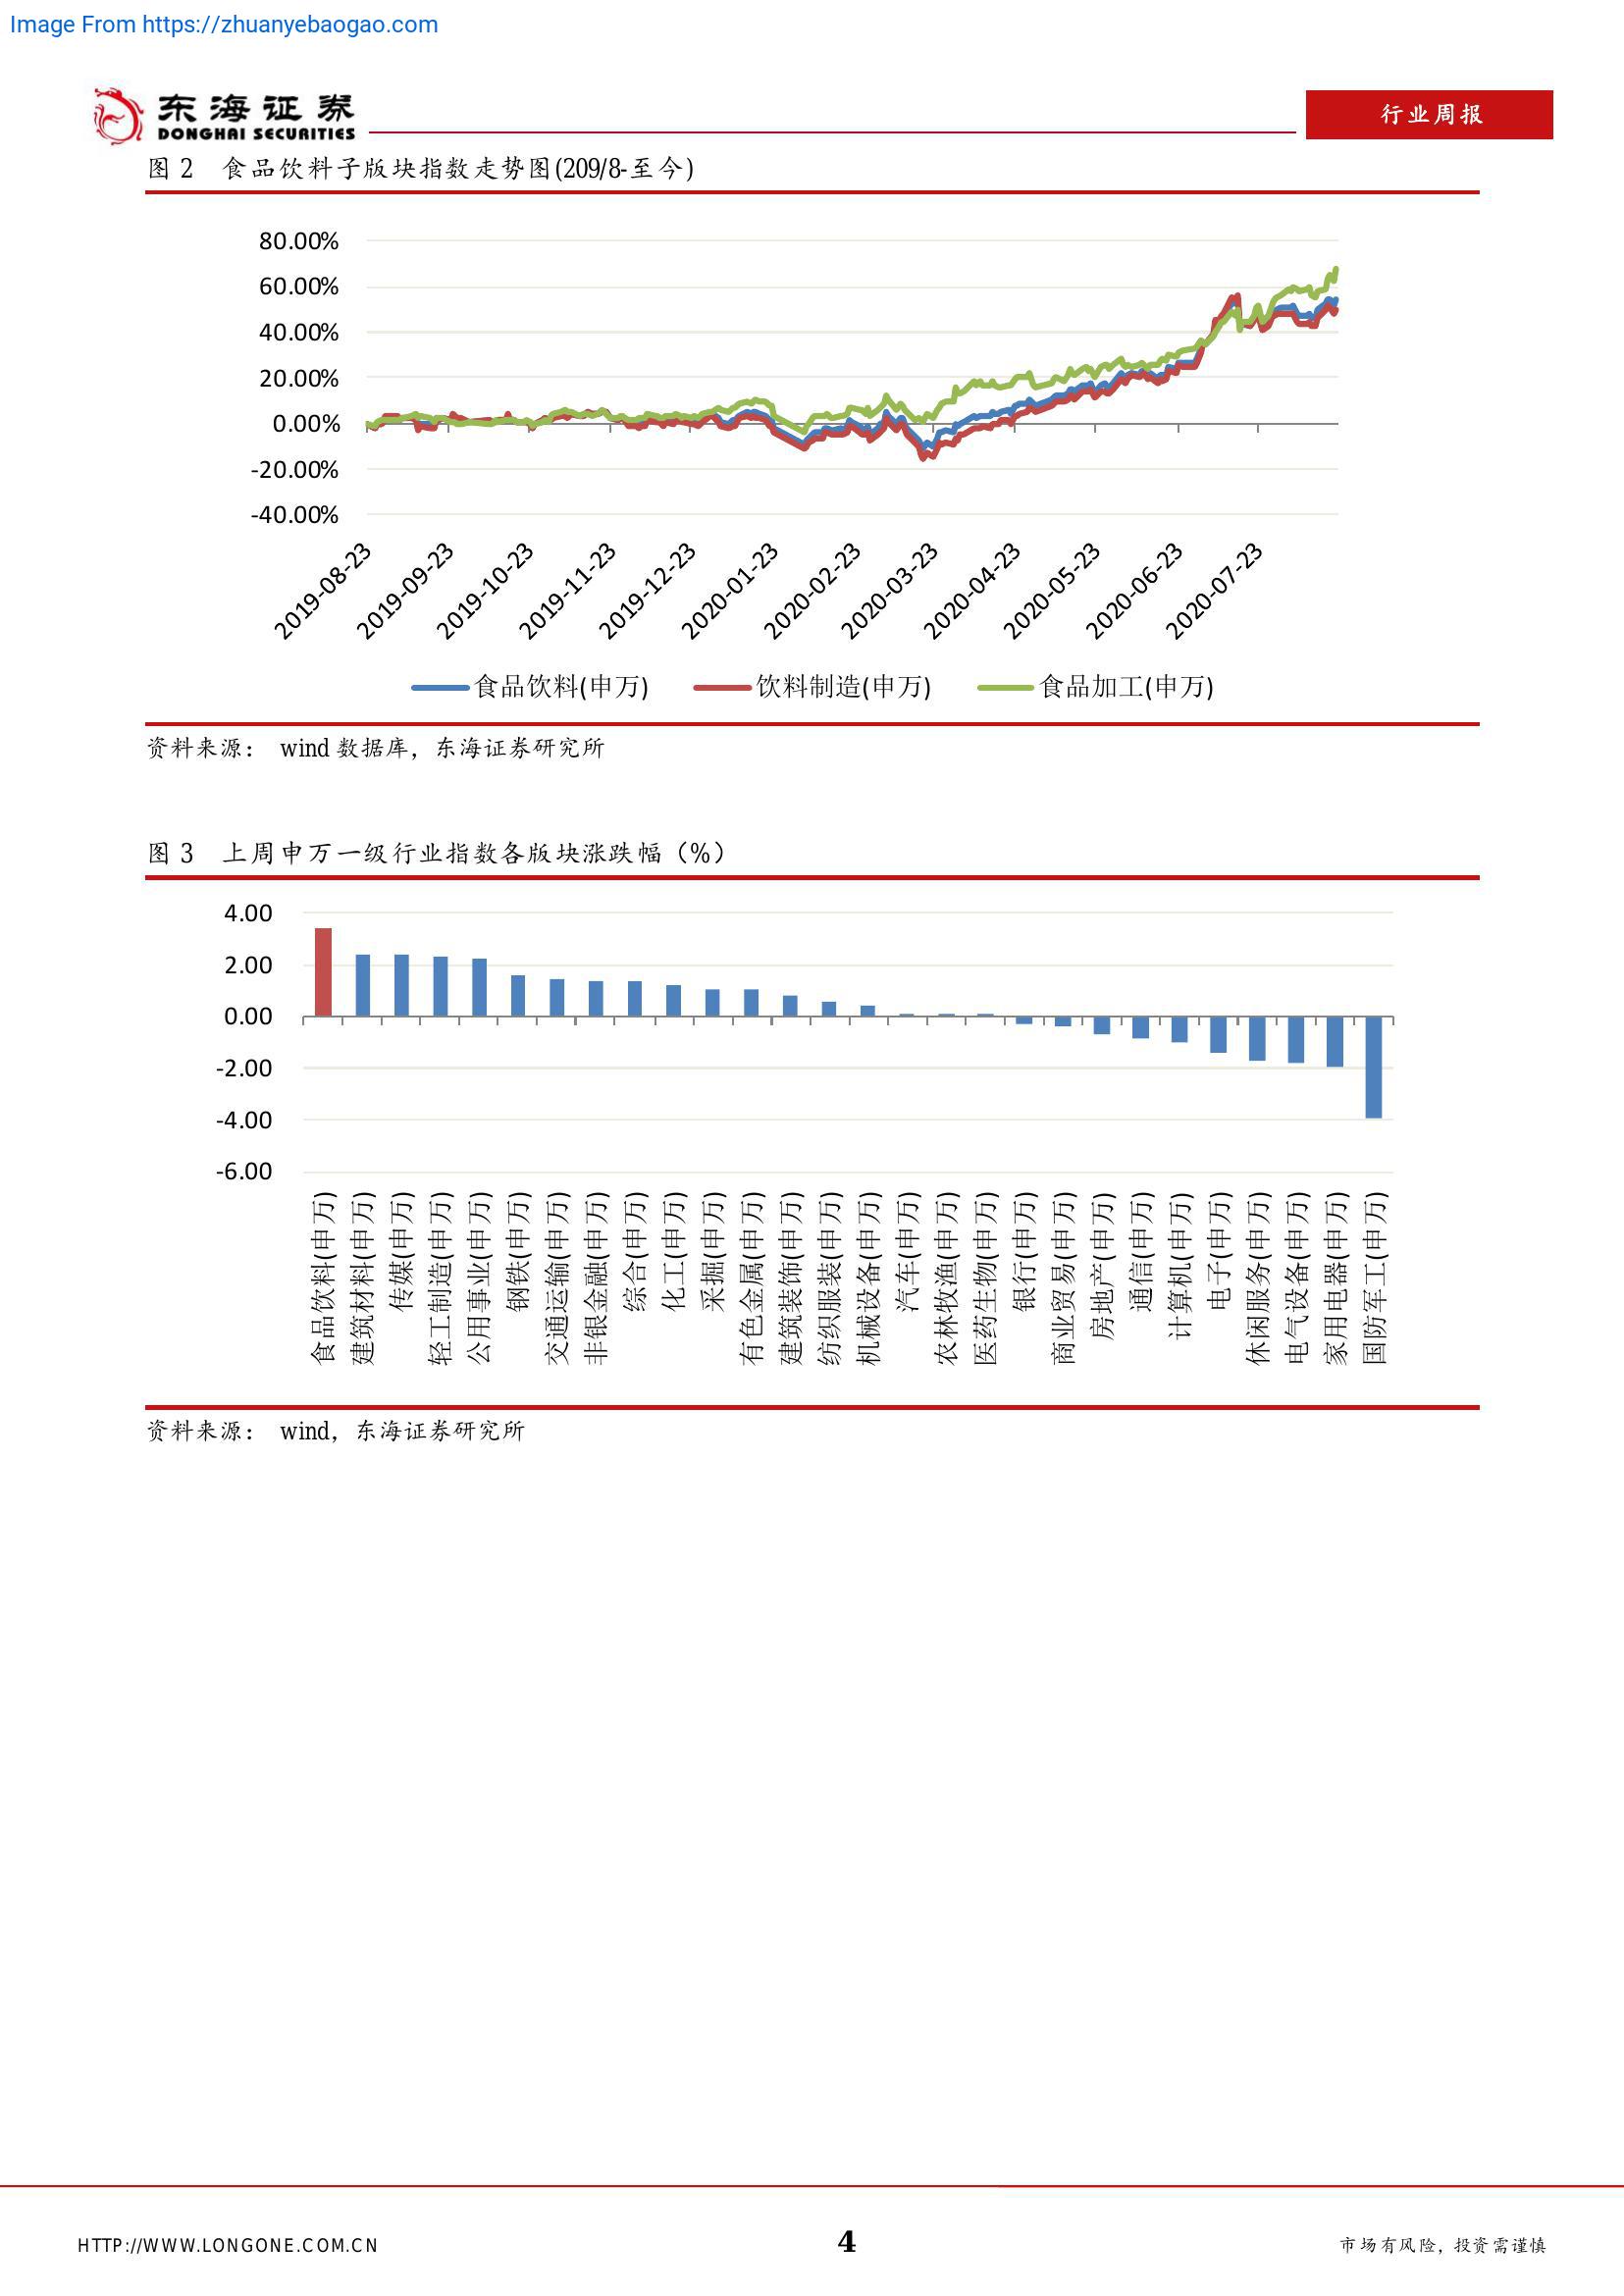 Image From https://zhuanyebaogao.com
东海证券
DONGHAI SECURITIES
行业周报
图 2 食品饮料子版块指数走势图(209/8-至今)
80.00%
60.00%
40.00%
20.00%
0.00%
-20.00%
-40.00%
2019-08-23
2019-09-23
2019-10-23
2019-11-23
2019-12-23
2020-01-23
2020-02-23
2020-03-23
2020-04-23
2020-05-23
2020-06-23
2020-07-23
食品饮料(申万) 饮料制造(申万) 食品加工(申万)
资料来源： wind 数据库，东海证券研究所
图 3 上周申万一级行业指数各版块涨跌幅（%）
4.00
2.00
0.00
-2.00
-4.00
-6.00
食品饮料(申万)
建筑材料(申万)
传媒(申万)
轻工制造(申万)
公用事业(申万)
钢铁(申万)
交通运输(申万)
非银金融(申万)
综合(申万)
化工(申万)
采掘(申万)
有色金属(申万)
建筑装饰(申万)
纺织服装(申万)
机械设备(申万)
汽车(申万)
农林牧渔(申万)
医药生物(申万)
银行(申万)
商业贸易(申万)
房地产(申万)
通信(申万)
计算机(申万)
电子(申万)
休闲服务(申万)
电气设备(申万)
家用电器(申万)
国防军工(申万)
资料来源： wind，东海证券研究所
HTTP://WWW.LONGONE.COM.CN
4
市场有风险，投资需谨慎